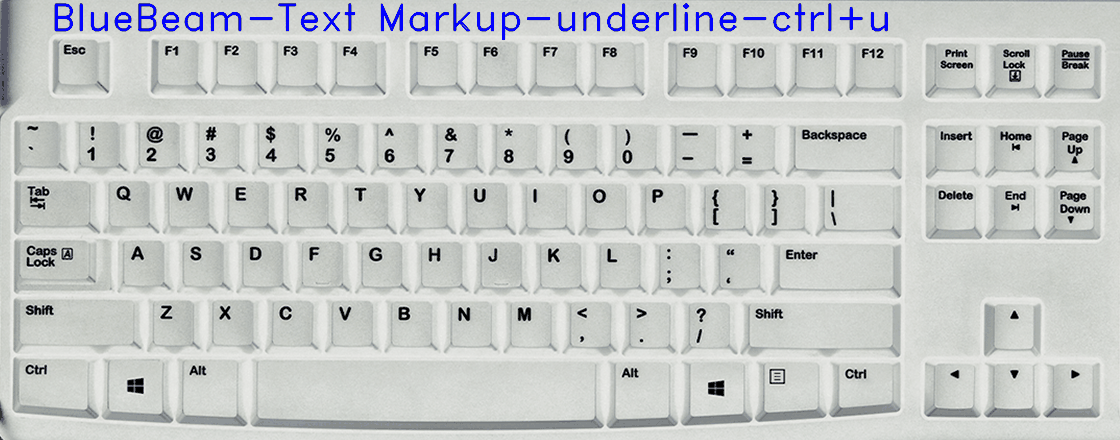 BlueBeam-Text Markup-underline-ctrl+u
Esc F1 F2 F3 F4 F5 F6 F7 F8 F9 F10 F11 F12 Print Screen Scroll Lock Pause Break
~ ! @ # $ % ^ & * ( ) — + Backspace Insert Home Page Up
` 1 2 3 4 5 6 7 8 9 0 - =
Tab Q W E R T Y U I O P { } | Delete End Page Down
[ ] \
Caps Lock A A S D F G H J K L : “ Enter
; ‘
Shift Z X C V B N M < > ? Shift
, . /
Ctrl Alt Alt Ctrl